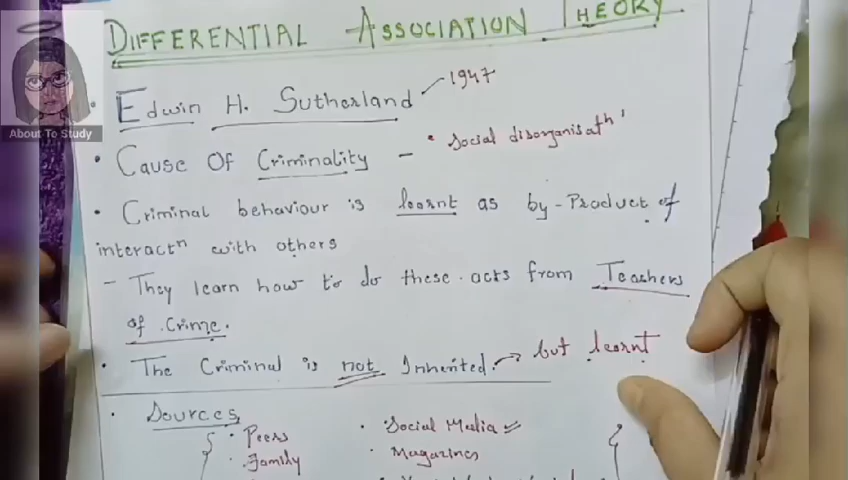 DIFFERENTIAL ASSOCIATION THEORY
About To Study
Edwin H. Sutherland 1947
• Cause Of Criminality - "Social disorganisatn"
• Criminal behaviour is learnt as by-Product of
interactn with others
- They learn how to do these acts from Teachers
of Crime.
• The Criminal is not Inherited. → but learnt
• Sources
• Peers • Social Media
• Family • Magazines